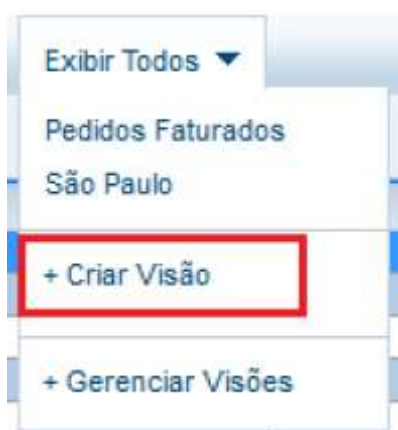 Exibir Todos ▼
Pedidos Faturados
São Paulo
+ Criar Visão
+ Gerenciar Visões